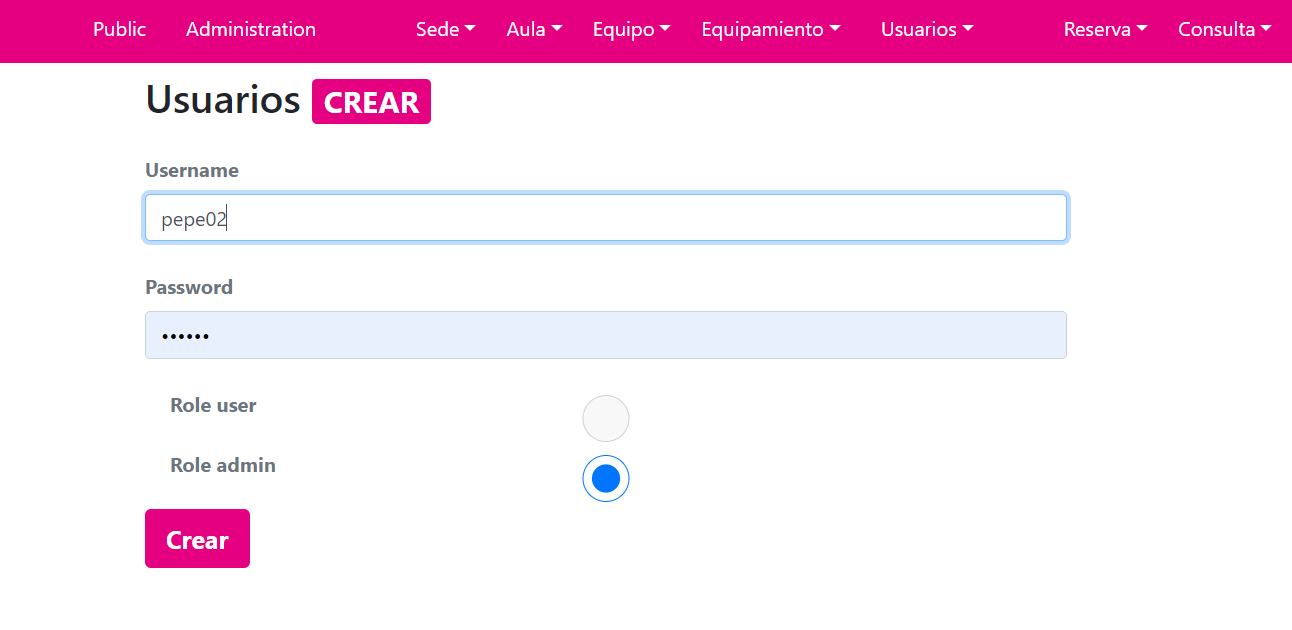 Public Administration Sede Aula Equipo Equipamiento Usuarios Reserva Consulta
Usuarios CREAR
Username
pepe02
Password
••••••
Role user
Role admin
Crear